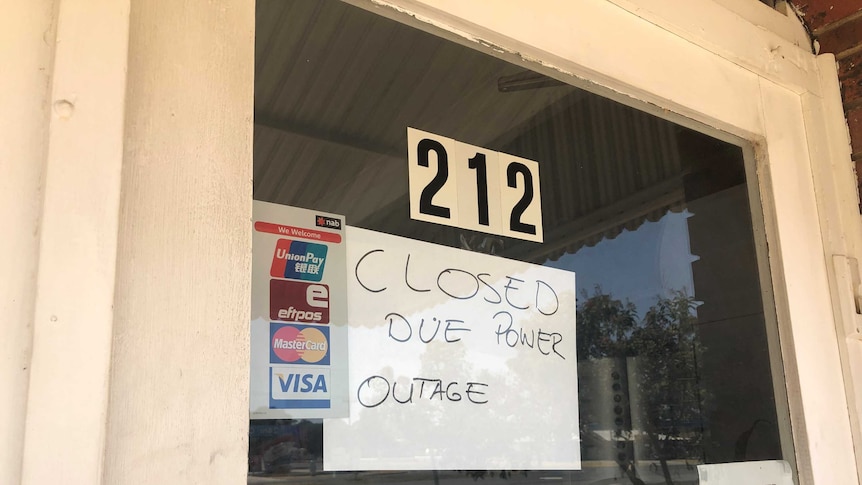 212
nab
We Welcome
UnionPay
银联
e
eftpos
MasterCard
VISA
CLOSED
DUE POWER
OUTAGE